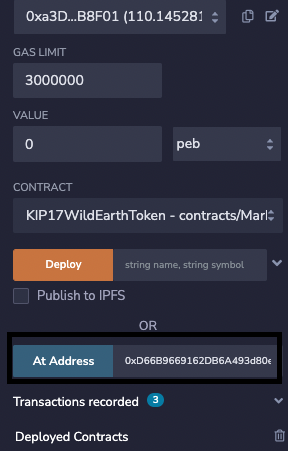 0xa3D...B8F01 (110.145281
GAS LIMIT
3000000
VALUE
0 peb
CONTRACT
KIP17WildEarthToken - contracts/Mar
Deploy string name, string symbol
Publish to IPFS
OR
At Address 0xD66B9669162DB6A493d80e
Transactions recorded 3
Deployed Contracts